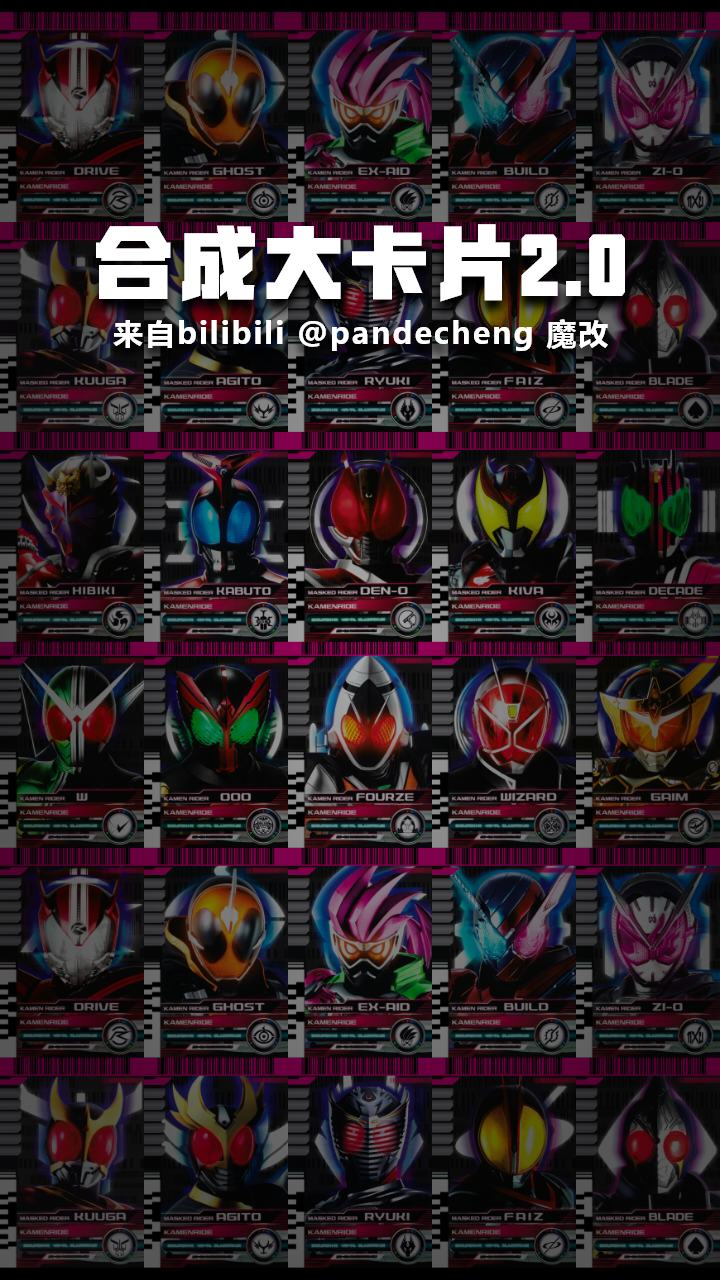 KAMEN RIDER DRIVE KAMEN RIDER GHOST KAMEN RIDER EX-AID KAMEN RIDER BUILD KAMEN RIDER ZI-O
KAMENRIDE KAMENRIDE KAMENRIDE KAMENRIDE KAMENRIDE
合成大卡片2.0
来自bilibili @pandecheng 魔改
MASKED RIDER KUUGA MASKED RIDER AGITO MASKED RIDER RYUKI MASKED RIDER FAIZ MASKED RIDER BLADE
KAMENRIDE KAMENRIDE KAMENRIDE KAMENRIDE KAMENRIDE
MASKED RIDER HIBIKI MASKED RIDER KABUTO MASKED RIDER DEN-O MASKED RIDER KIVA MASKED RIDER DECADE
KAMENRIDE KAMENRIDE KAMENRIDE KAMENRIDE KAMENRIDE
KAMEN RIDER W KAMEN RIDER OOO KAMEN RIDER FOURZE KAMEN RIDER WIZARD KAMEN RIDER GAIM
KAMENRIDE KAMENRIDE KAMENRIDE KAMENRIDE KAMENRIDE
KAMEN RIDER DRIVE KAMEN RIDER GHOST KAMEN RIDER EX-AID KAMEN RIDER BUILD KAMEN RIDER ZI-O
KAMENRIDE KAMENRIDE KAMENRIDE KAMENRIDE KAMENRIDE
MASKED RIDER KUUGA MASKED RIDER AGITO MASKED RIDER RYUKI MASKED RIDER FAIZ MASKED RIDER BLADE
KAMENRIDE KAMENRIDE KAMENRIDE KAMENRIDE KAMENRIDE